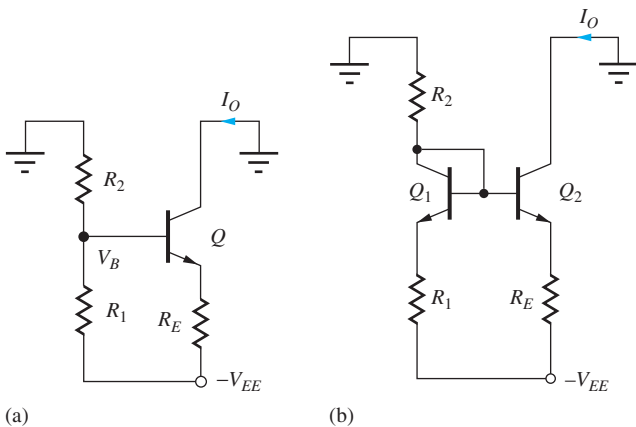 I_O
R_2
Q
V_B
R_1
R_E
−V_EE
(a)
I_O
R_2
Q_1
Q_2
R_1
R_E
−V_EE
(b)